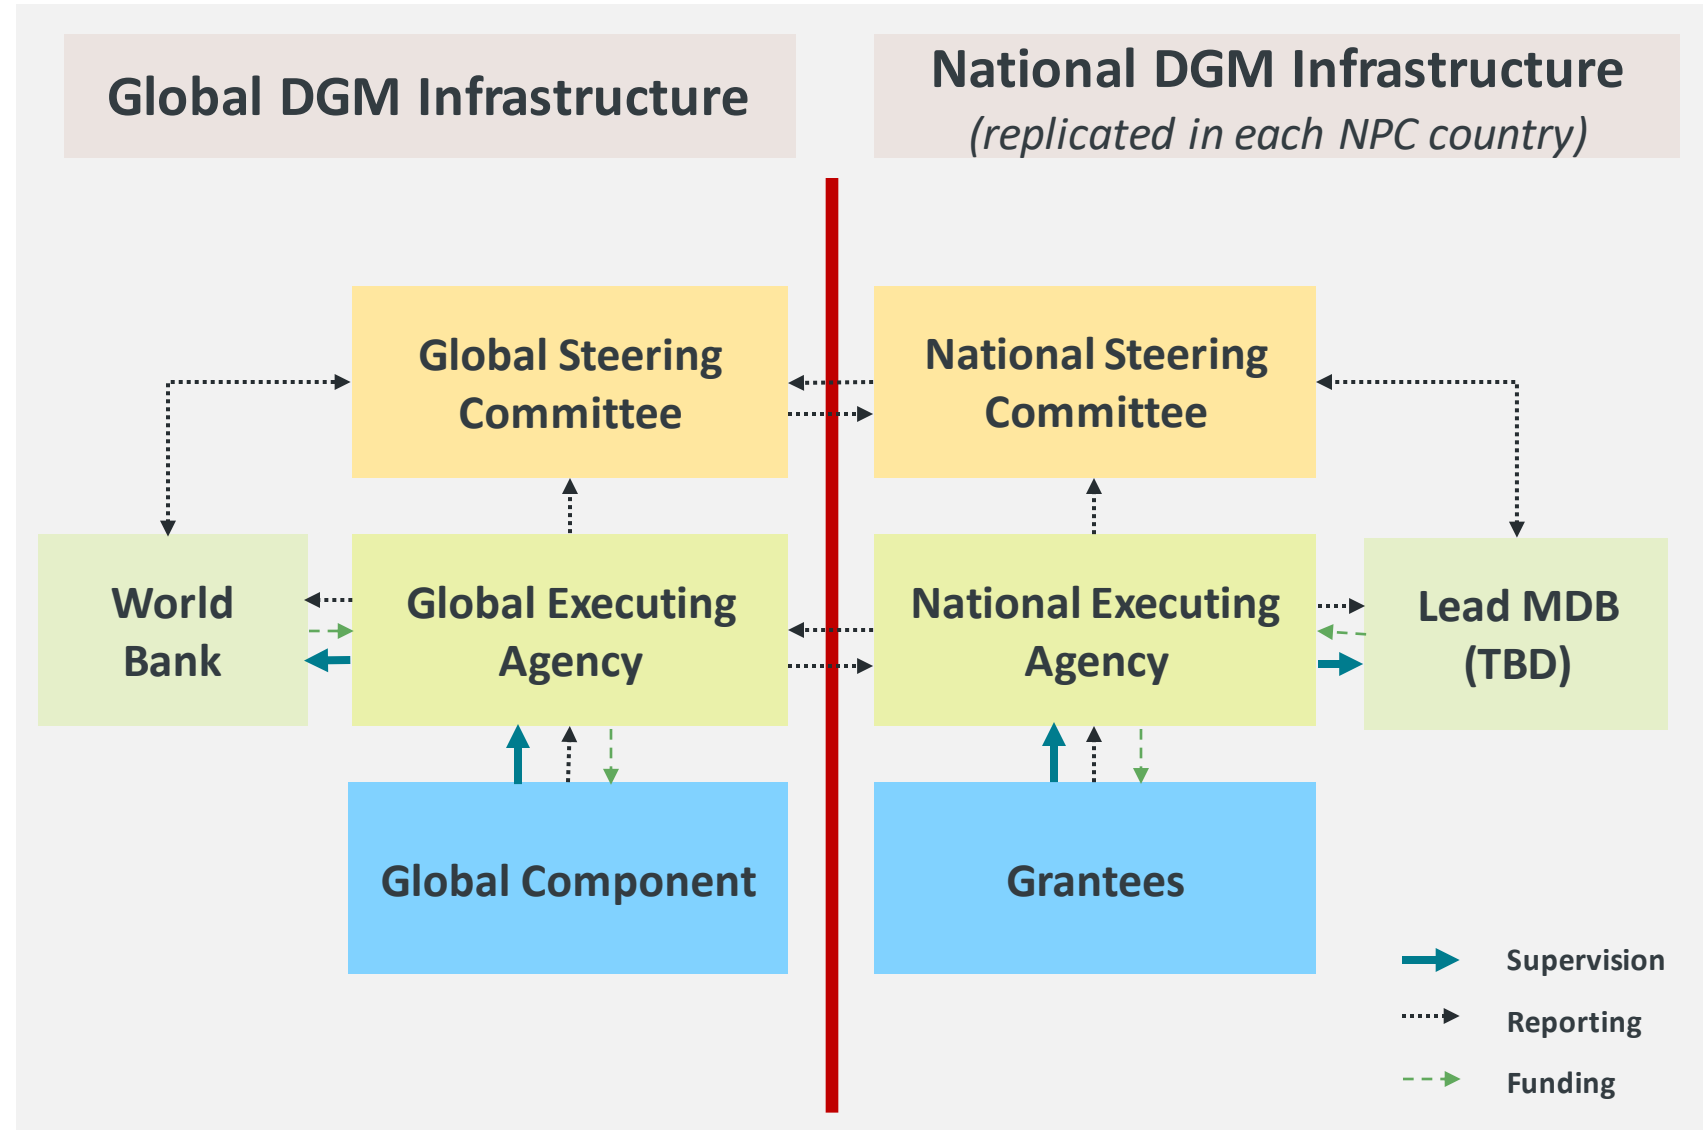 Global DGM Infrastructure
National DGM Infrastructure
(replicated in each NPC country)
Global Steering
Committee
National Steering
Committee
World
Bank
Global Executing
Agency
National Executing
Agency
Lead MDB
(TBD)
Global Component
Grantees
Supervision
Reporting
Funding